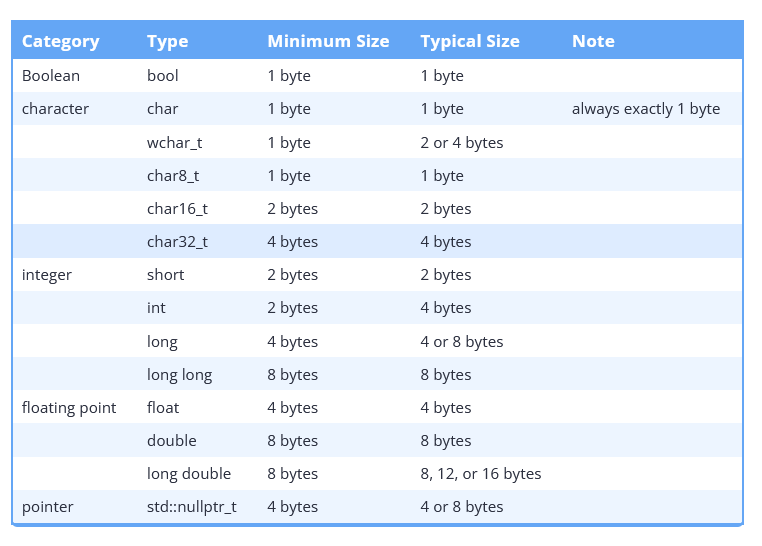 Category Type Minimum Size Typical Size Note
Boolean bool 1 byte 1 byte
character char 1 byte 1 byte always exactly 1 byte
wchar_t 1 byte 2 or 4 bytes
char8_t 1 byte 1 byte
char16_t 2 bytes 2 bytes
char32_t 4 bytes 4 bytes
integer short 2 bytes 2 bytes
int 2 bytes 4 bytes
long 4 bytes 4 or 8 bytes
long long 8 bytes 8 bytes
floating point float 4 bytes 4 bytes
double 8 bytes 8 bytes
long double 8 bytes 8, 12, or 16 bytes
pointer std::nullptr_t 4 bytes 4 or 8 bytes